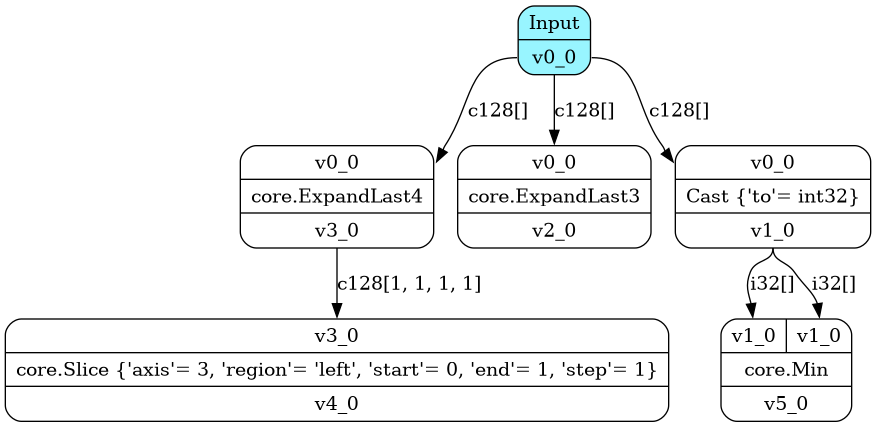 Input
v0_0
c128[]
c128[]
c128[]
v0_0
core.ExpandLast4
v3_0
v0_0
core.ExpandLast3
v2_0
v0_0
Cast {'to'= int32}
v1_0
c128[1, 1, 1, 1]
i32[]
i32[]
v3_0
core.Slice {'axis'= 3, 'region'= 'left', 'start'= 0, 'end'= 1, 'step'= 1}
v4_0
v1_0 v1_0
core.Min
v5_0